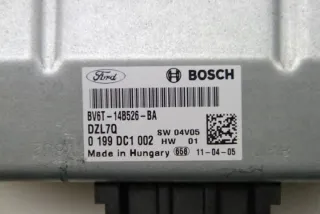 Ford BOSCH
BV6T-14B526-BA
DZL7Q SW 04V05
0 199 DC1 002 HW 01
Made in Hungary 656 11-04-05